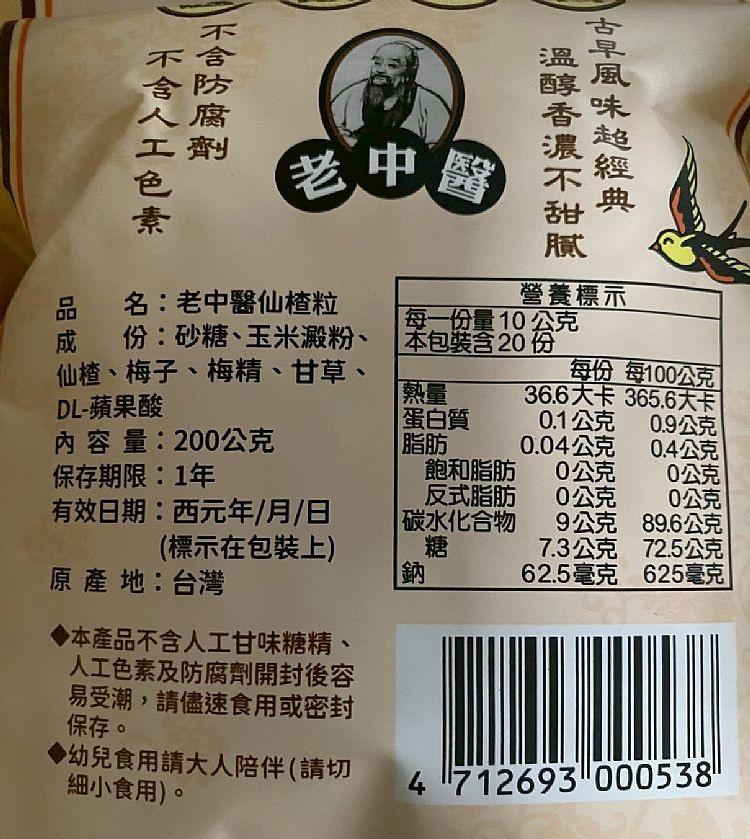 古早風味超經典
溫醇香濃不甜膩
老中醫
不含防腐劑
不含人工色素
品名：老中醫仙楂粒
成份：砂糖、玉米澱粉、
仙楂、梅子、梅精、甘草、
DL-蘋果酸
內容量：200公克
保存期限：1年
有效日期：西元年/月/日
(標示在包裝上)
原產地：台灣
◆本產品不含人工甘味糖精、
人工色素及防腐劑開封後容
易受潮，請儘速食用或密封
保存。
◆幼兒食用請大人陪伴(請切
細小食用)。
營養標示
每一份量10公克
本包裝含20份
每份 每100公克
熱量 36.6大卡 365.6大卡
蛋白質 0.1公克 0.9公克
脂肪 0.04公克 0.4公克
飽和脂肪 0公克 0公克
反式脂肪 0公克 0公克
碳水化合物 9公克 89.6公克
糖 7.3公克 72.5公克
鈉 62.5毫克 625毫克
4 712693 000538